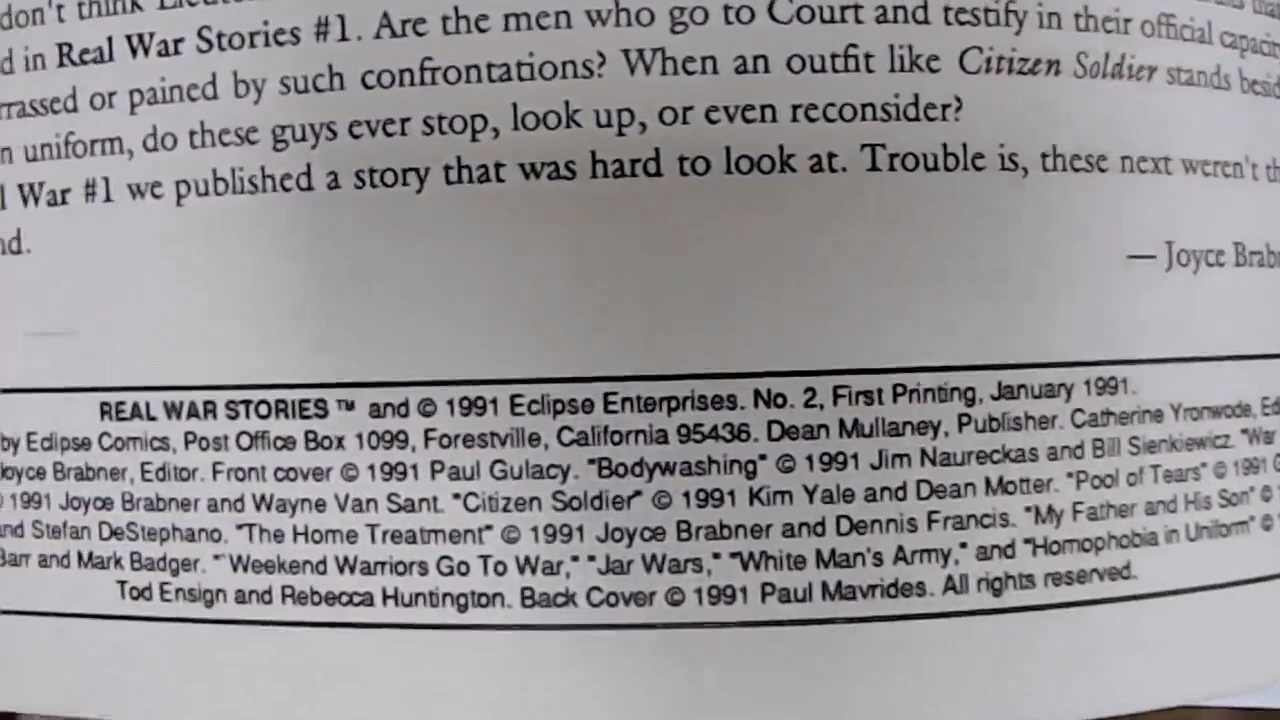 don't think
d in Real War Stories #1. Are the men who go to Court and testify in their official
rrassed or pained by such confrontations? When an outfit like Citizen Soldier stands
n uniform, do these guys ever stop, look up, or even reconsider?
l War #1 we published a story that was hard to look at. Trouble is, these next weren't th
nd.
— Joyce Brab
REAL WAR STORIES ™ and © 1991 Eclipse Enterprises. No. 2, First Printing, January 1991.
by Eclipse Comics, Post Office Box 1099, Forestville, California 95436. Dean Mullaney, Publisher. Catherine Yronwode, Ed
Joyce Brabner, Editor. Front cover © 1991 Paul Gulacy. "Bodywashing" © 1991 Jim Naureckas and Bill Sienkiewicz. "War
© 1991 Joyce Brabner and Wayne Van Sant. "Citizen Soldier" © 1991 Kim Yale and Dean Motter. "Pool of Tears" © 1991
and Stefan DeStephano. "The Home Treatment" © 1991 Joyce Brabner and Dennis Francis. "My Father and His Son" ©
Barr and Mark Badger. "Weekend Warriors Go To War," "Jar Wars," "White Man's Army," and "Homophobia in Uniform" ©
Tod Ensign and Rebecca Huntington. Back Cover © 1991 Paul Mavrides. All rights reserved.